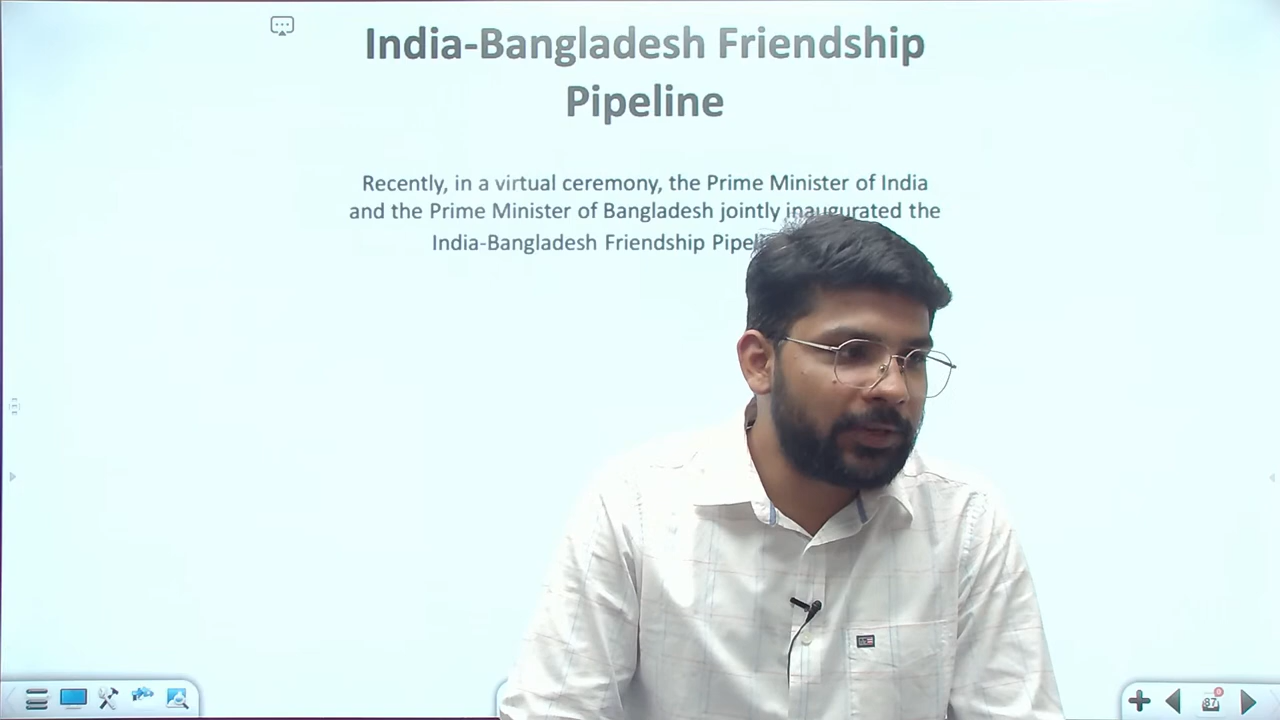 India-Bangladesh Friendship
Pipeline
Recently, in a virtual ceremony, the Prime Minister of India
and the Prime Minister of Bangladesh jointly inaugurated the
India-Bangladesh Friendship
87